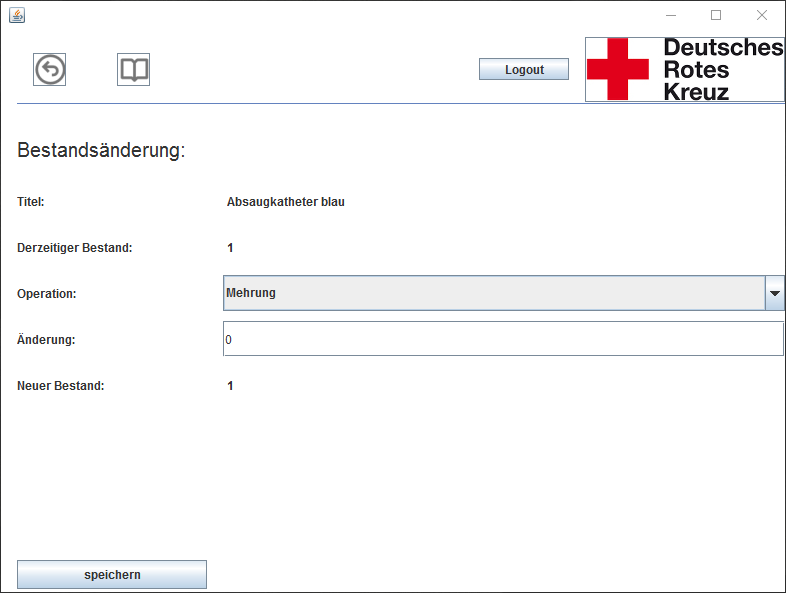 Logout
Deutsches
Rotes
Kreuz
Bestandsänderung:
Titel: Absaugkatheter blau
Derzeitiger Bestand: 1
Operation: Mehrung
Änderung: 0
Neuer Bestand: 1
speichern